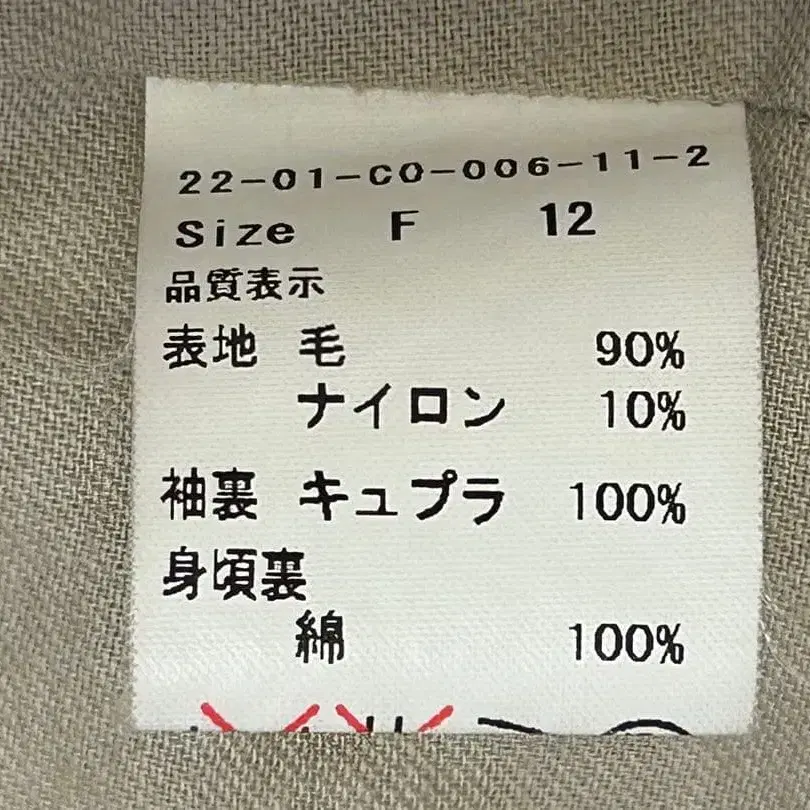 22-01-CO-006-11-2
Size F 12
品質表示
表地 毛 90%
ナイロン 10%
袖裏 キュプラ 100%
身頃裏
綿 100%